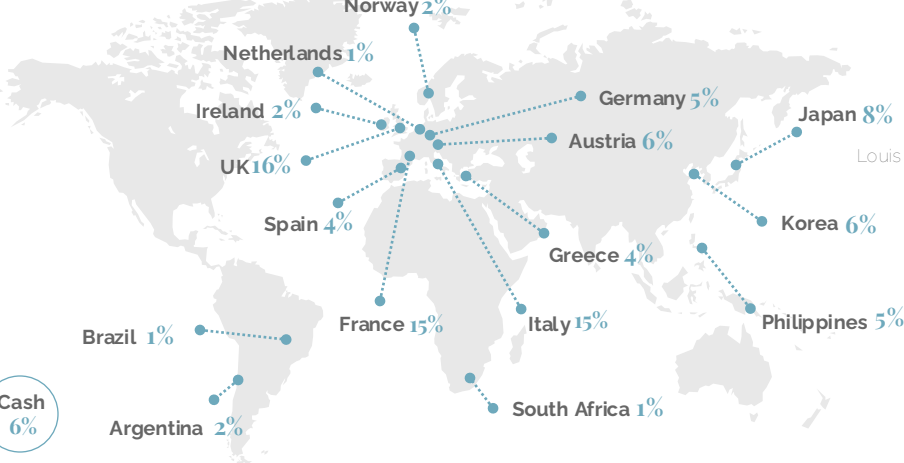 Norway 2%
Netherlands 1%
Ireland 2%
Germany 5%
Japan 8%
Austria 6%
Louis
UK 16%
Spain 4%
Korea 6%
Greece 4%
France 15%
Italy 15%
Philippines 5%
Brazil 1%
Cash
6%
South Africa 1%
Argentina 2%